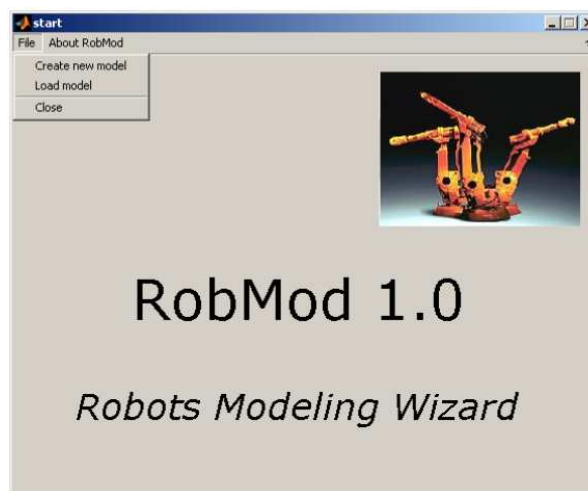 start
File About RobMod
Create new model
Load model
Close
RobMod 1.0
Robots Modeling Wizard